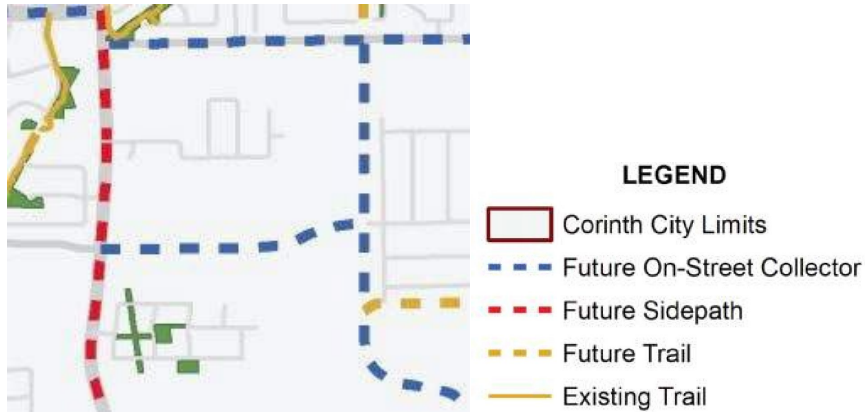 LEGEND
Corinth City Limits
Future On-Street Collector
Future Sidepath
Future Trail
Existing Trail